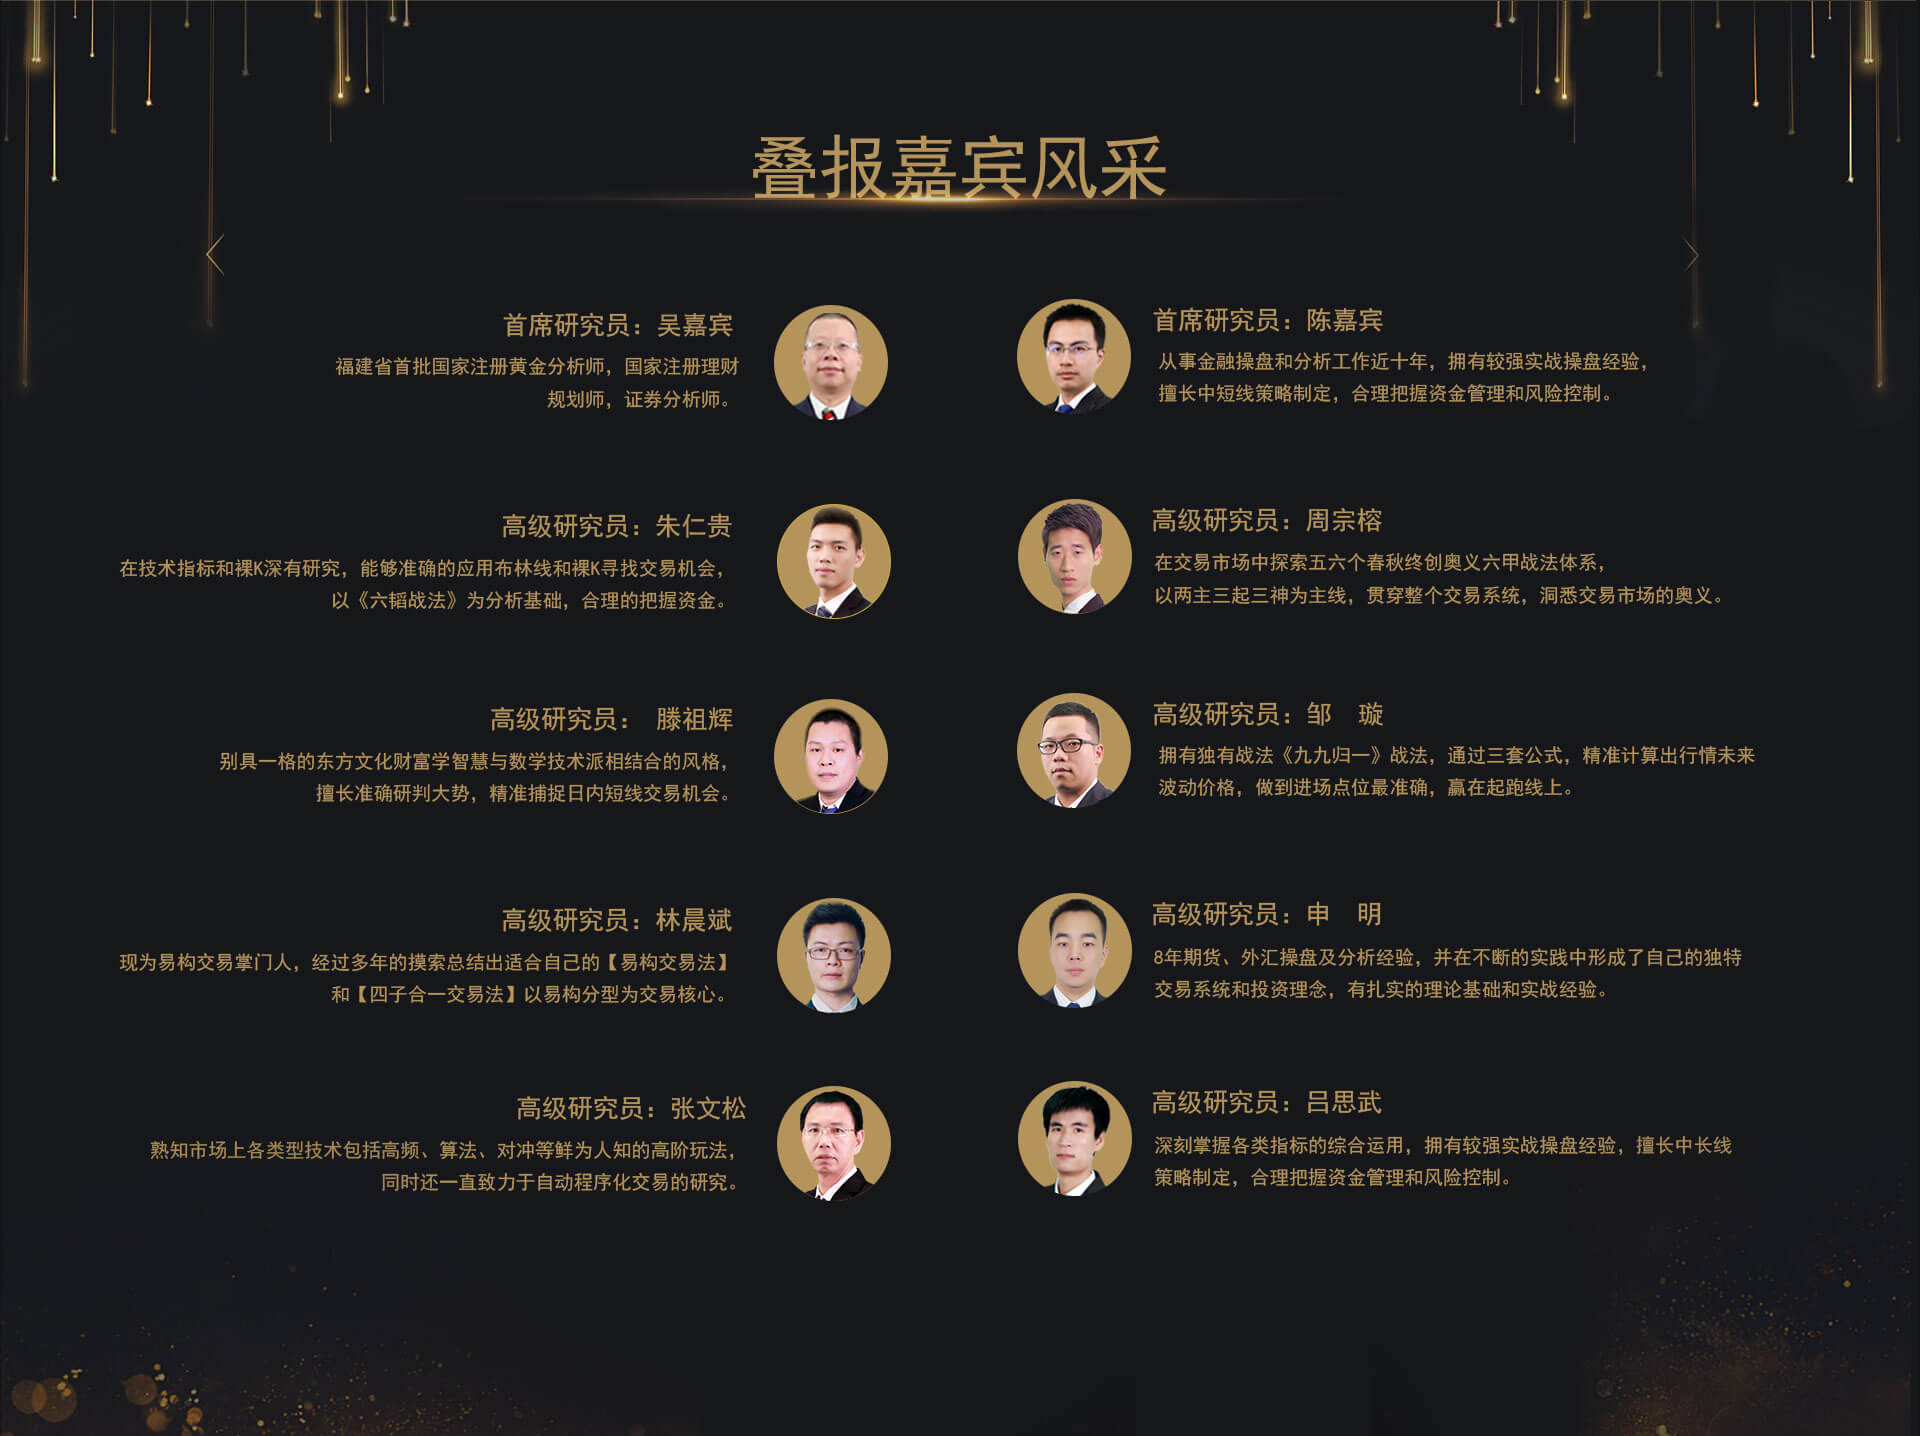 叠报嘉宾风采
首席研究员：吴嘉宾
福建省首批国家注册黄金分析师，国家注册理财
规划师，证券分析师。
首席研究员：陈嘉宾
从事金融操盘和分析工作近十年，拥有较强实战操盘经验，
擅长中短线策略制定，合理把握资金管理和风险控制。
高级研究员：朱仁贵
在技术指标和裸K深有研究，能够准确的应用布林线和裸K寻找交易机会，
以《六韬战法》为分析基础，合理的把握资金。
高级研究员：周宗榕
在交易市场中探索五六个春秋终创奥义六甲战法体系，
以两主三起三神为主线，贯穿整个交易系统，洞悉交易市场的奥义。
高级研究员： 滕祖辉
别具一格的东方文化财富学智慧与数学技术派相结合的风格，
擅长准确研判大势，精准捕捉日内短线交易机会。
高级研究员：邹　璇
拥有独有战法《九九归一》战法，通过三套公式，精准计算出行情未来
波动价格，做到进场点位最准确，赢在起跑线上。
高级研究员：林晨斌
现为易构交易掌门人，经过多年的摸索总结出适合自己的【易构交易法】
和【四子合一交易法】以易构分型为交易核心。
高级研究员：申　明
8年期货、外汇操盘及分析经验，并在不断的实践中形成了自己的独特
交易系统和投资理念，有扎实的理论基础和实战经验。
高级研究员：张文松
熟知市场上各类型技术包括高频、算法、对冲等鲜为人知的高阶玩法，
同时还一直致力于自动程序化交易的研究。
高级研究员：吕思武
深刻掌握各类指标的综合运用，拥有较强实战操盘经验，擅长中长线
策略制定，合理把握资金管理和风险控制。